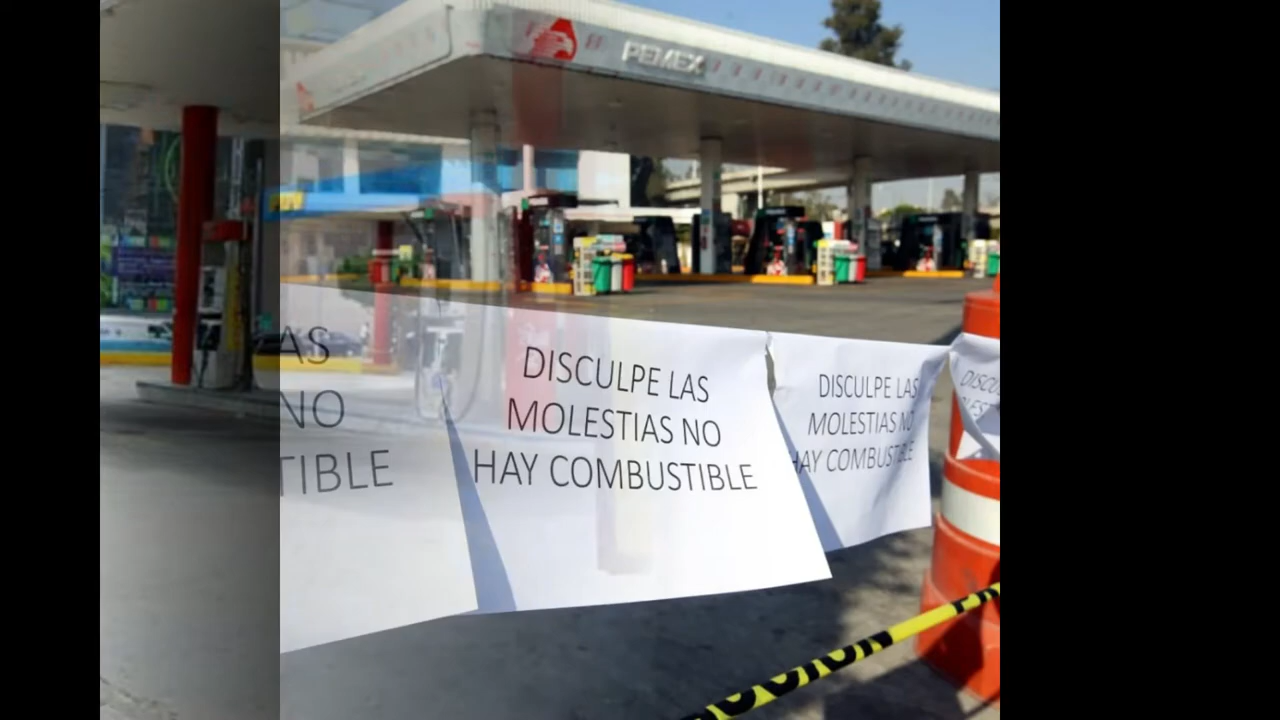 PEMEX
AS
NO
TIBLE
DISCULPE LAS
MOLESTIAS NO
HAY COMBUSTIBLE
DISCULPE LAS
MOLESTIAS NO
HAY COMBUSTIBLE